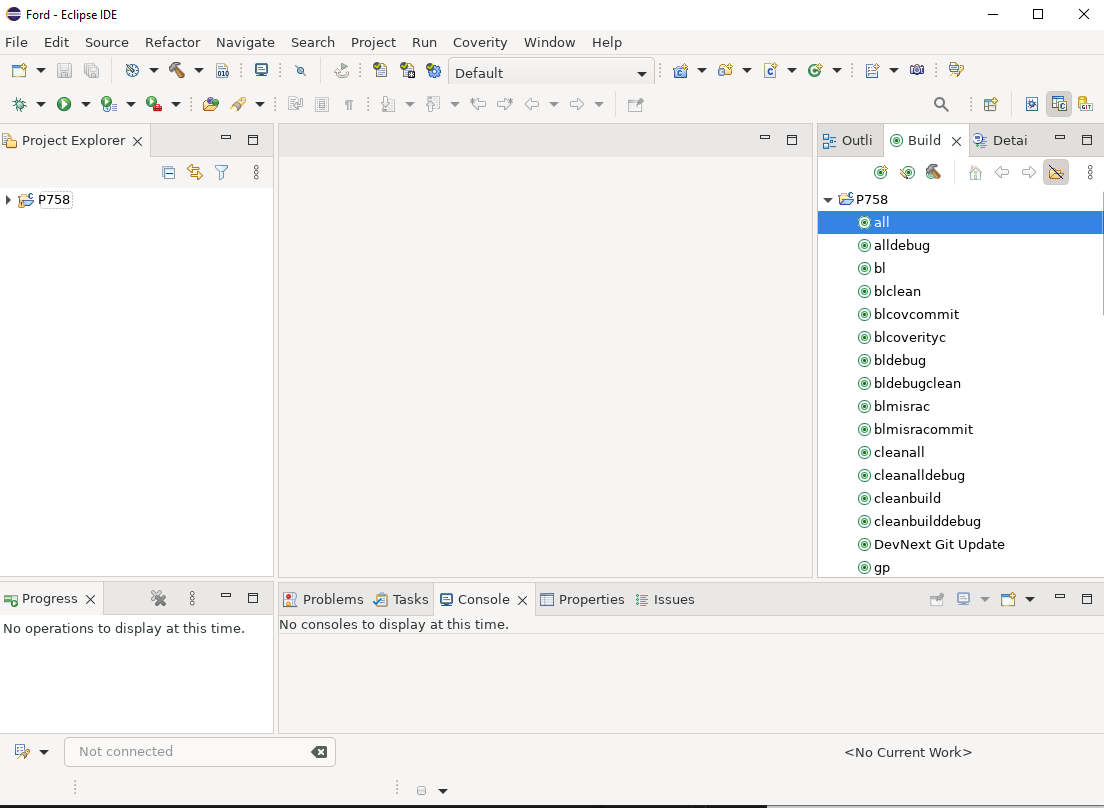 Ford - Eclipse IDE
File Edit Source Refactor Navigate Search Project Run Coverity Window Help
010 Default
GIT
Project Explorer
Outli Build Detai
P758
P758
all
alldebug
bl
blclean
blcovcommit
blcoverityc
bldebug
bldebugclean
blmisrac
blmisracommit
cleanall
cleanalldebug
cleanbuild
cleanbuilddebug
DevNext Git Update
gp
Progress
Problems Tasks Console Properties Issues
No operations to display at this time.
No consoles to display at this time.
Not connected
<No Current Work>